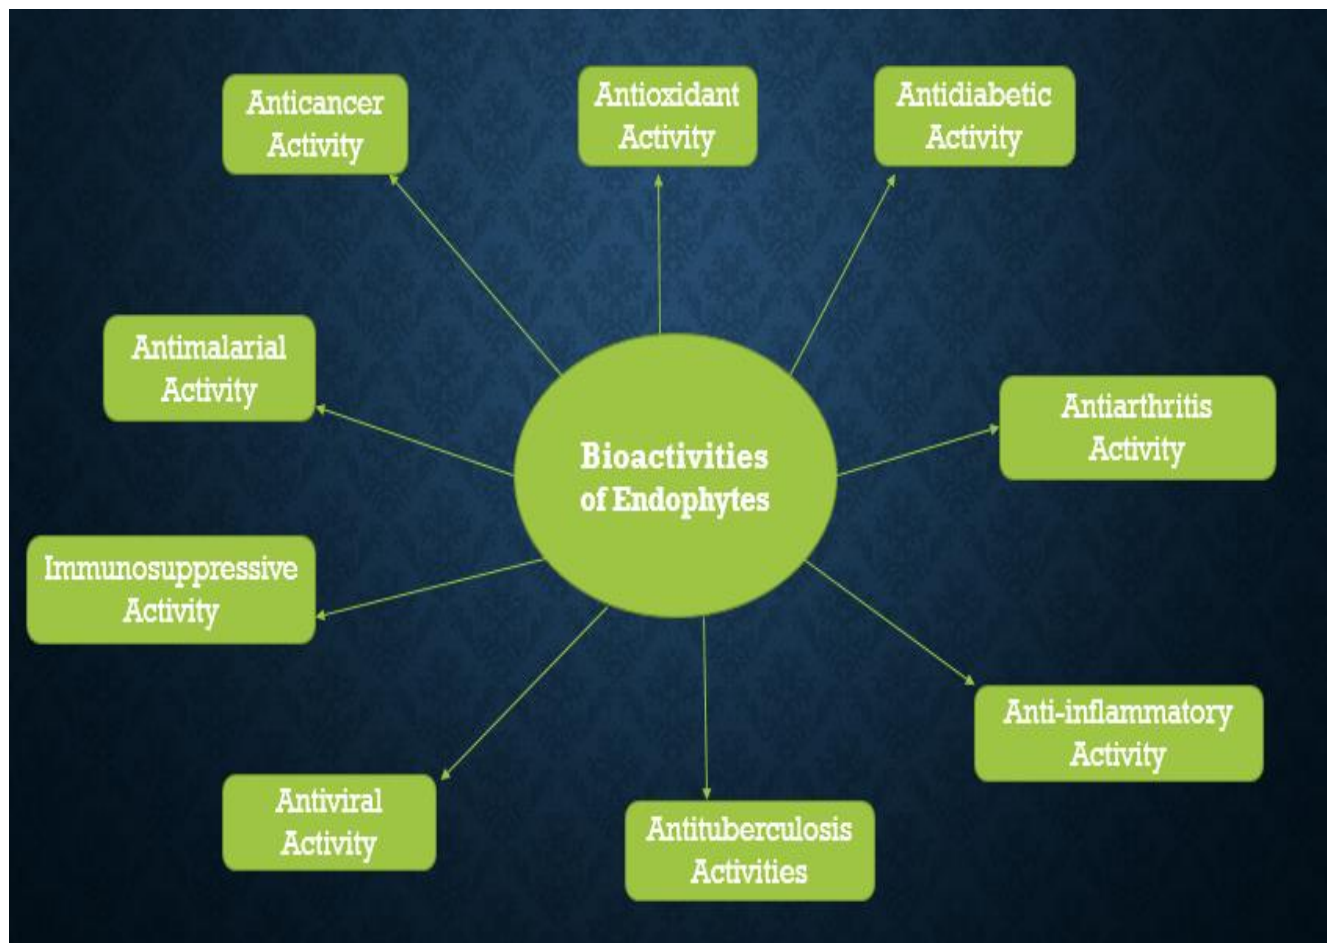 Anticancer
Activity
Antioxidant
Activity
Antidiabetic
Activity
Antimalarial
Activity
Antiarthritis
Activity
Bioactivities
of Endophytes
Immunosuppressive
Activity
Anti-inflammatory
Activity
Antiviral
Activity
Antituberculosis
Activities